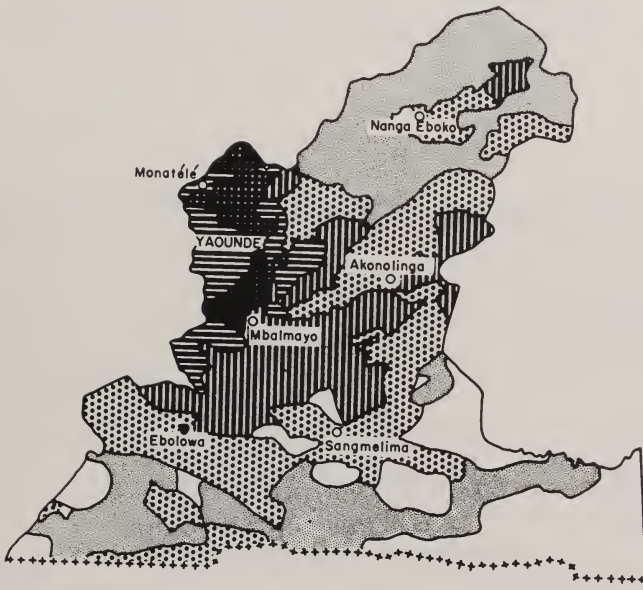 Nanga Eboko
Monatélé
YAOUNDE
Akonolinga
Mbalmayo
Ebolowa
Sangmelima